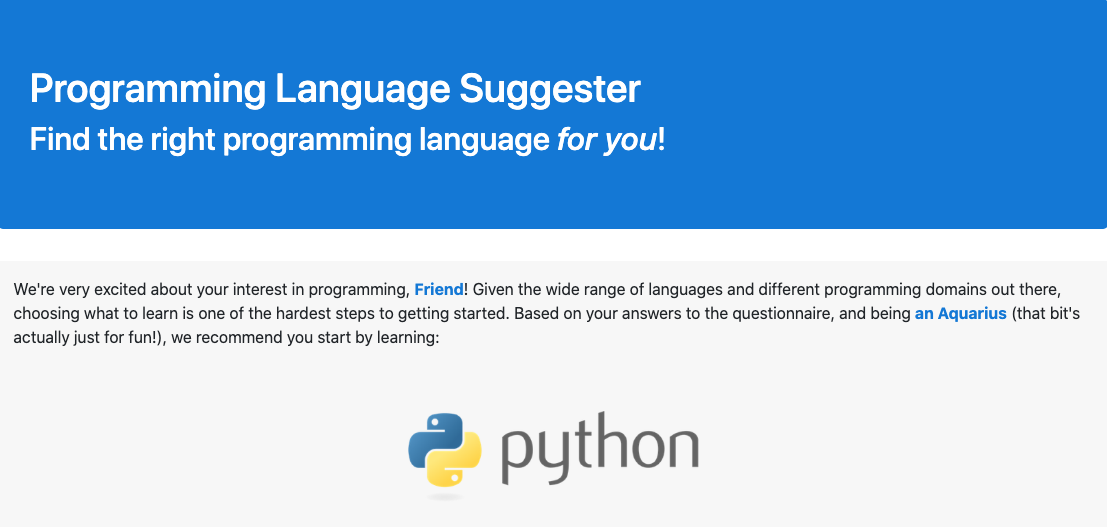 Programming Language Suggester
Find the right programming language for you!
We're very excited about your interest in programming, Friend! Given the wide range of languages and different programming domains out there,
choosing what to learn is one of the hardest steps to getting started. Based on your answers to the questionnaire, and being an Aquarius (that bit's
actually just for fun!), we recommend you start by learning:
python